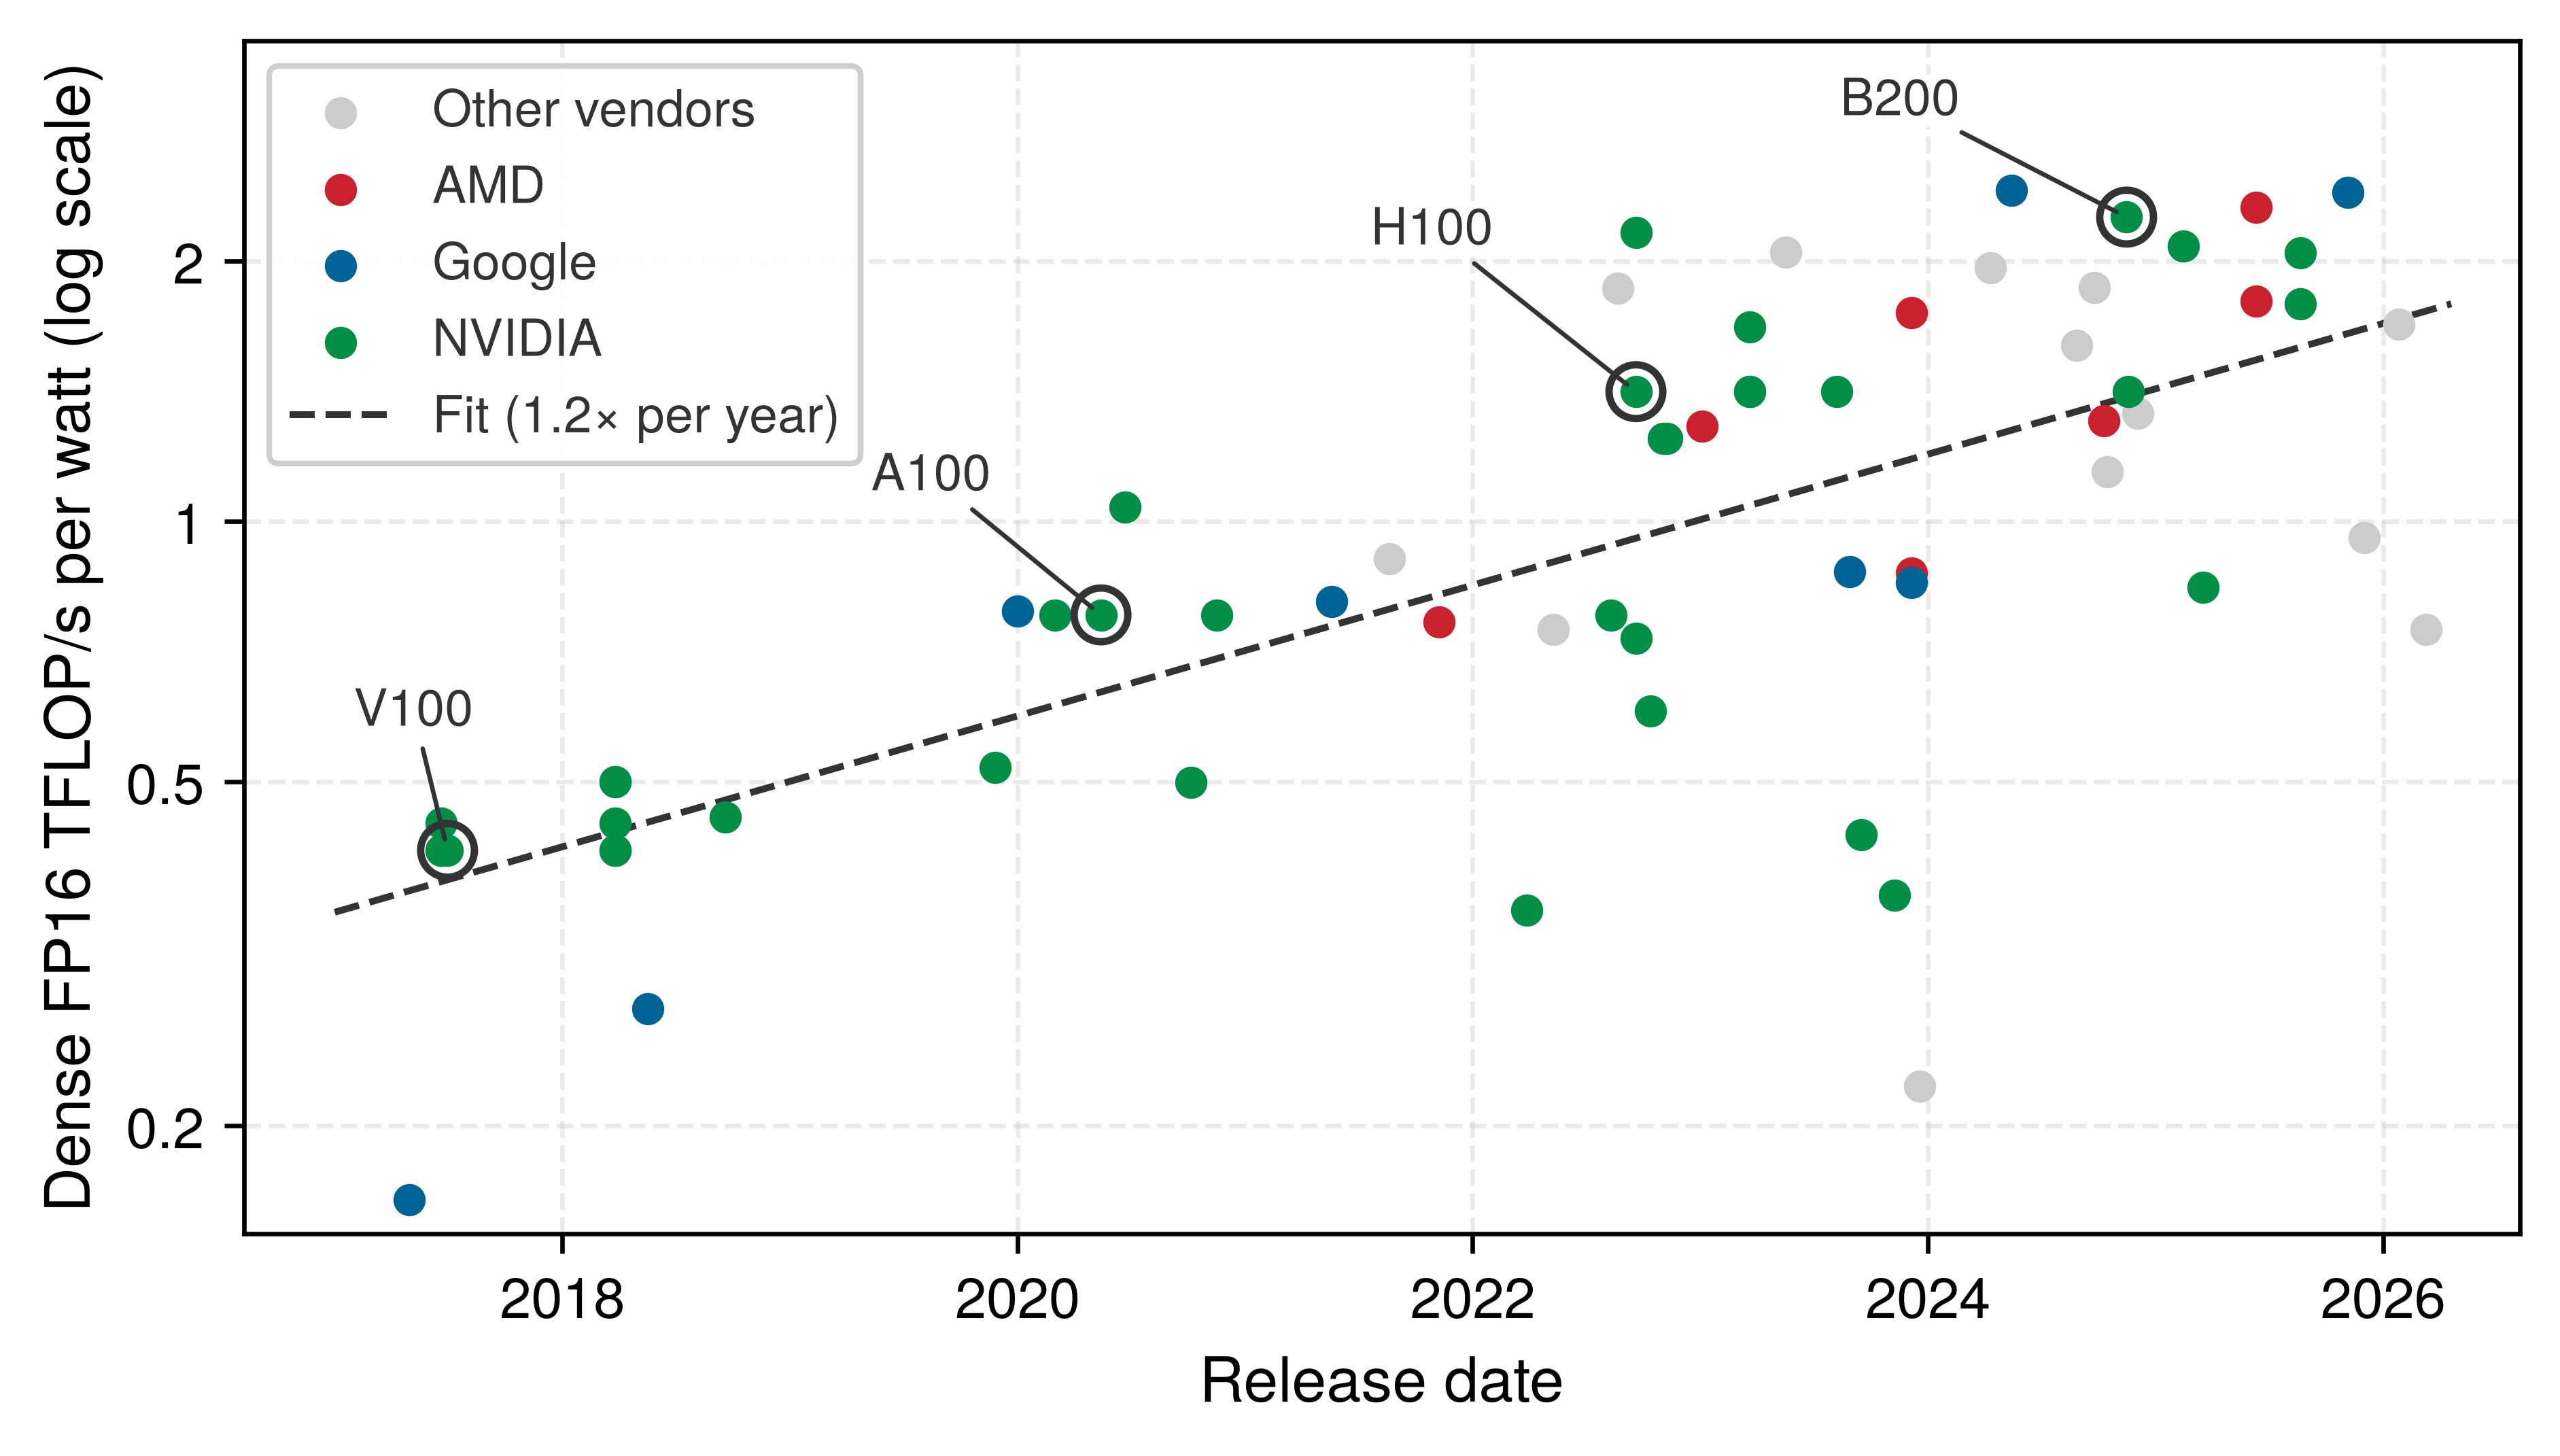 Dense FP16 TFLOP/s per watt (log scale)
Other vendors
AMD
Google
NVIDIA
Fit (1.2× per year)
B200
H100
A100
V100
2
1
0.5
0.2
2018
2020
2022
2024
2026
Release date